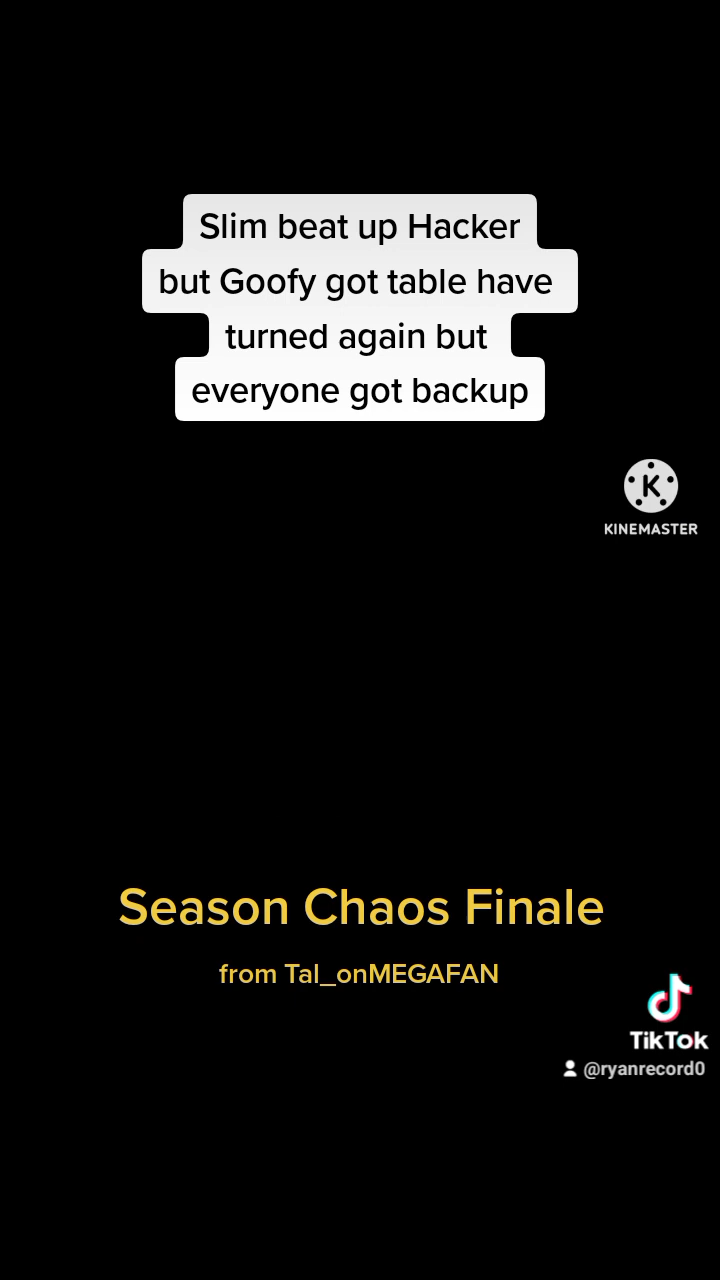 Slim beat up Hacker
but Goofy got table have
turned again but
everyone got backup
K
KINEMASTER
Season Chaos Finale
from Tal_onMEGAFAN
TikTok
@ryanrecord0